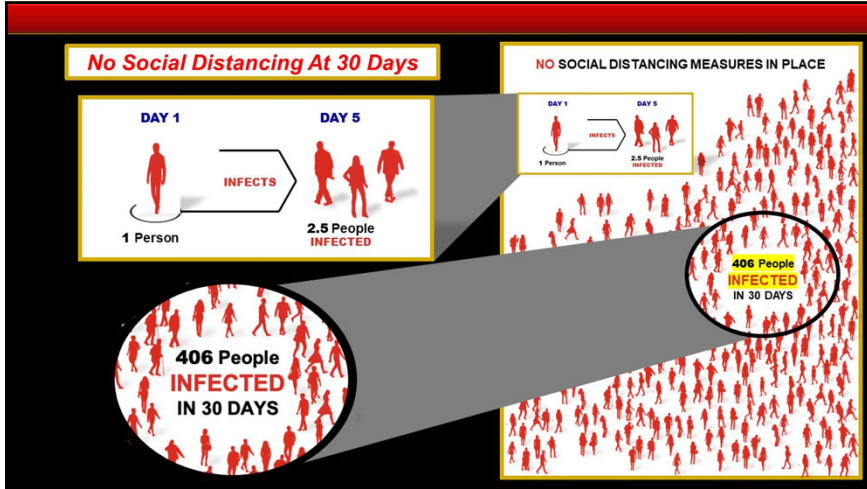 No Social Distancing At 30 Days
DAY 1
DAY 5
INFECTS
1 Person
2.5 People
INFECTED
406 People
INFECTED
IN 30 DAYS
NO SOCIAL DISTANCING MEASURES IN PLACE
DAY 1
DAY 5
INFECTS
1 Person
2.5 People
INFECTED
406 People
INFECTED
IN 30 DAYS